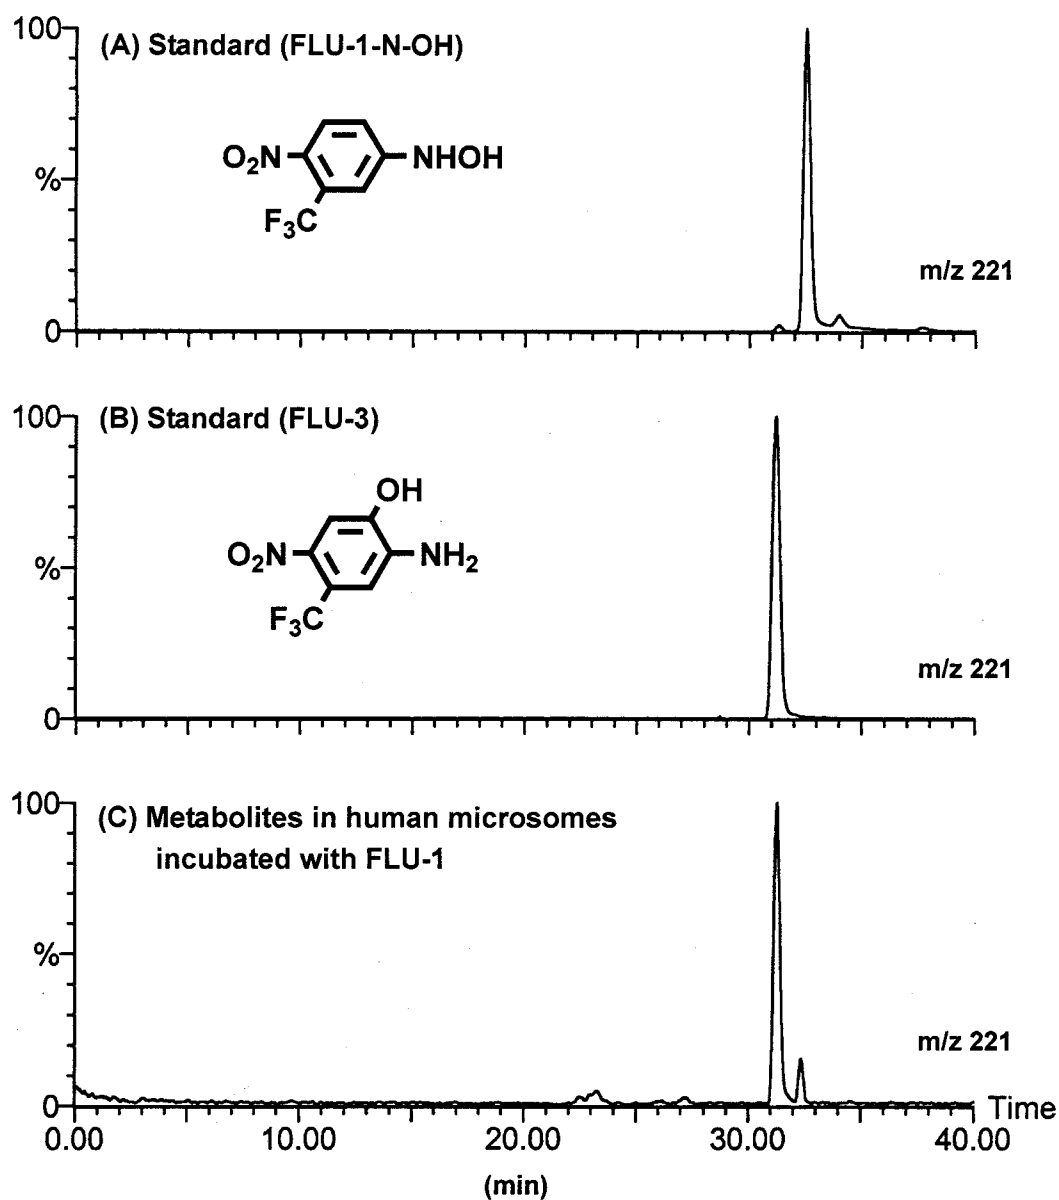 100
(A) Standard (FLU-1-N-OH)
O₂N
NHOH
%
F₃C
m/z 221
0
100
(B) Standard (FLU-3)
OH
O₂N
NH₂
%
F₃C
m/z 221
0
100
(C) Metabolites in human microsomes
incubated with FLU-1
%
m/z 221
0
Time
0.00 10.00 20.00 30.00 40.00
(min)